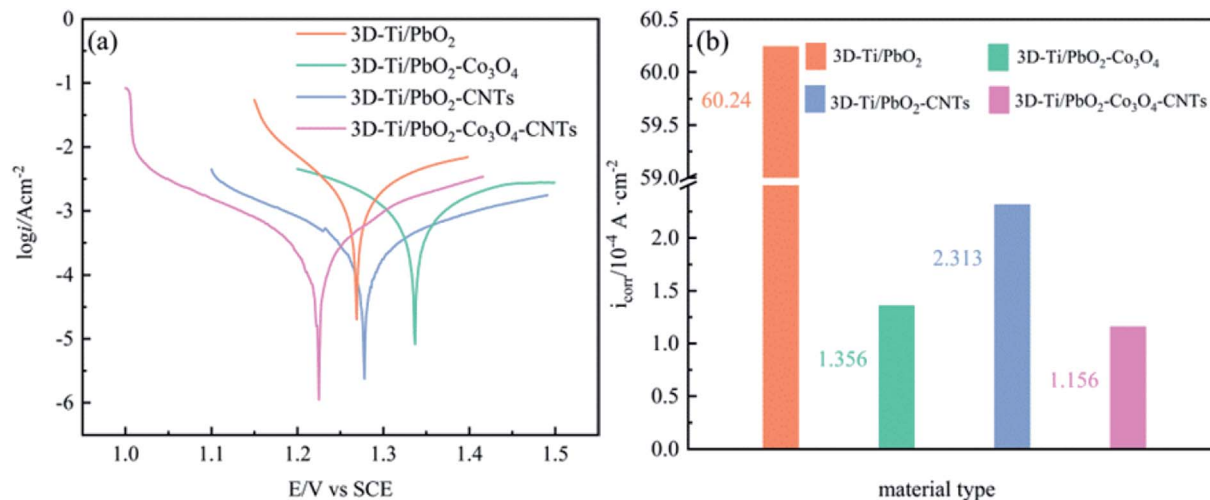 (a)
3D-Ti/PbO₂
3D-Ti/PbO₂-Co₃O₄
3D-Ti/PbO₂-CNTs
3D-Ti/PbO₂-Co₃O₄-CNTs
0
-1
-2
-3
-4
-5
-6
logi/Acm⁻²
1.0 1.1 1.2 1.3 1.4 1.5
E/V vs SCE
(b)
3D-Ti/PbO₂ 3D-Ti/PbO₂-Co₃O₄
3D-Ti/PbO₂-CNTs 3D-Ti/PbO₂-Co₃O₄-CNTs
60.5
60.0
59.5
59.0
2.0
1.5
1.0
0.5
0.0
i_corr/10⁻⁴ A ·cm⁻²
60.24
1.356
2.313
1.156
material type